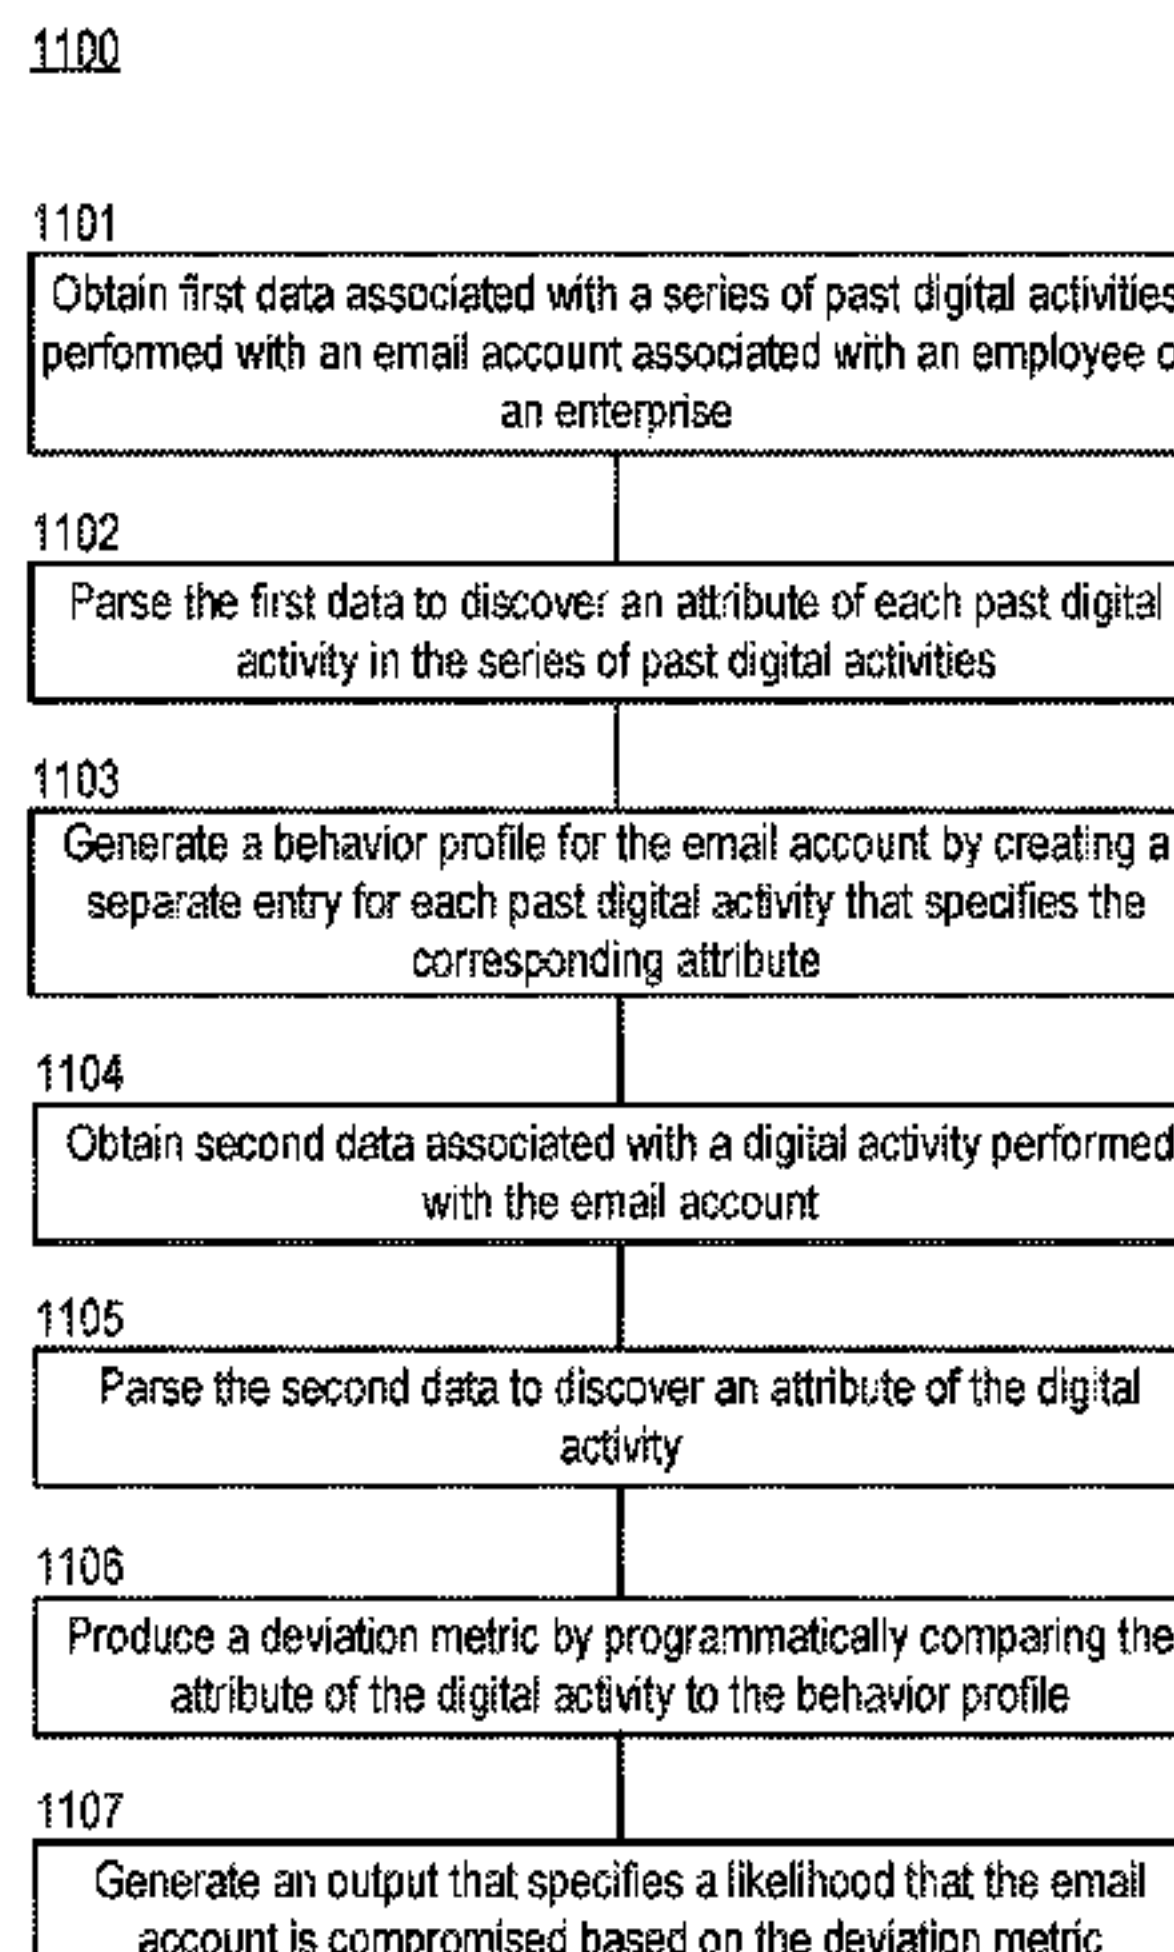 1100
1101
Obtain first data associated with a series of past digital activities
performed with an email account associated with an employee
an enterprise
1102
Parse the first data to discover an attribute of each past digital
activity in the series of past digital activities
1103
Generate a behavior profile for the email account by creating a
separate entry for each past digital activity that specifies the
corresponding attribute
1104
Obtain second data associated with a digital activity performed
with the email account
1105
Parse the second data to discover an attribute of the digital
activity
1106
Produce a deviation metric by programmatically comparing the
attribute of the digital activity to the behavior profile
1107
Generate an output that specifies a likelihood that the email
account is compromised based on the deviation metric